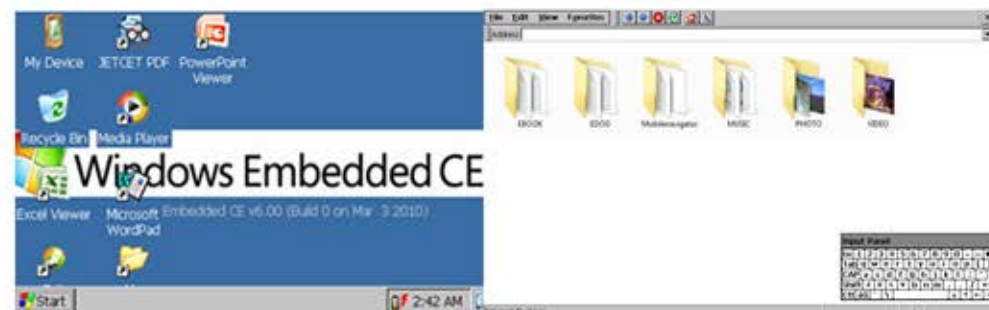 My Device JETCET PDF PowerPoint Viewer
Recycle Bin Media Player
Windows Embedded CE
Excel Viewer Microsoft WordPad
Embedded CE v6.00 (Build 0 on Mar 3 2010)
Start 2:42 AM
File Edit View Favorites
Address
EBOOK EDOG Mobilenavigator MUSIC PHOTO VIDEO
Input Panel